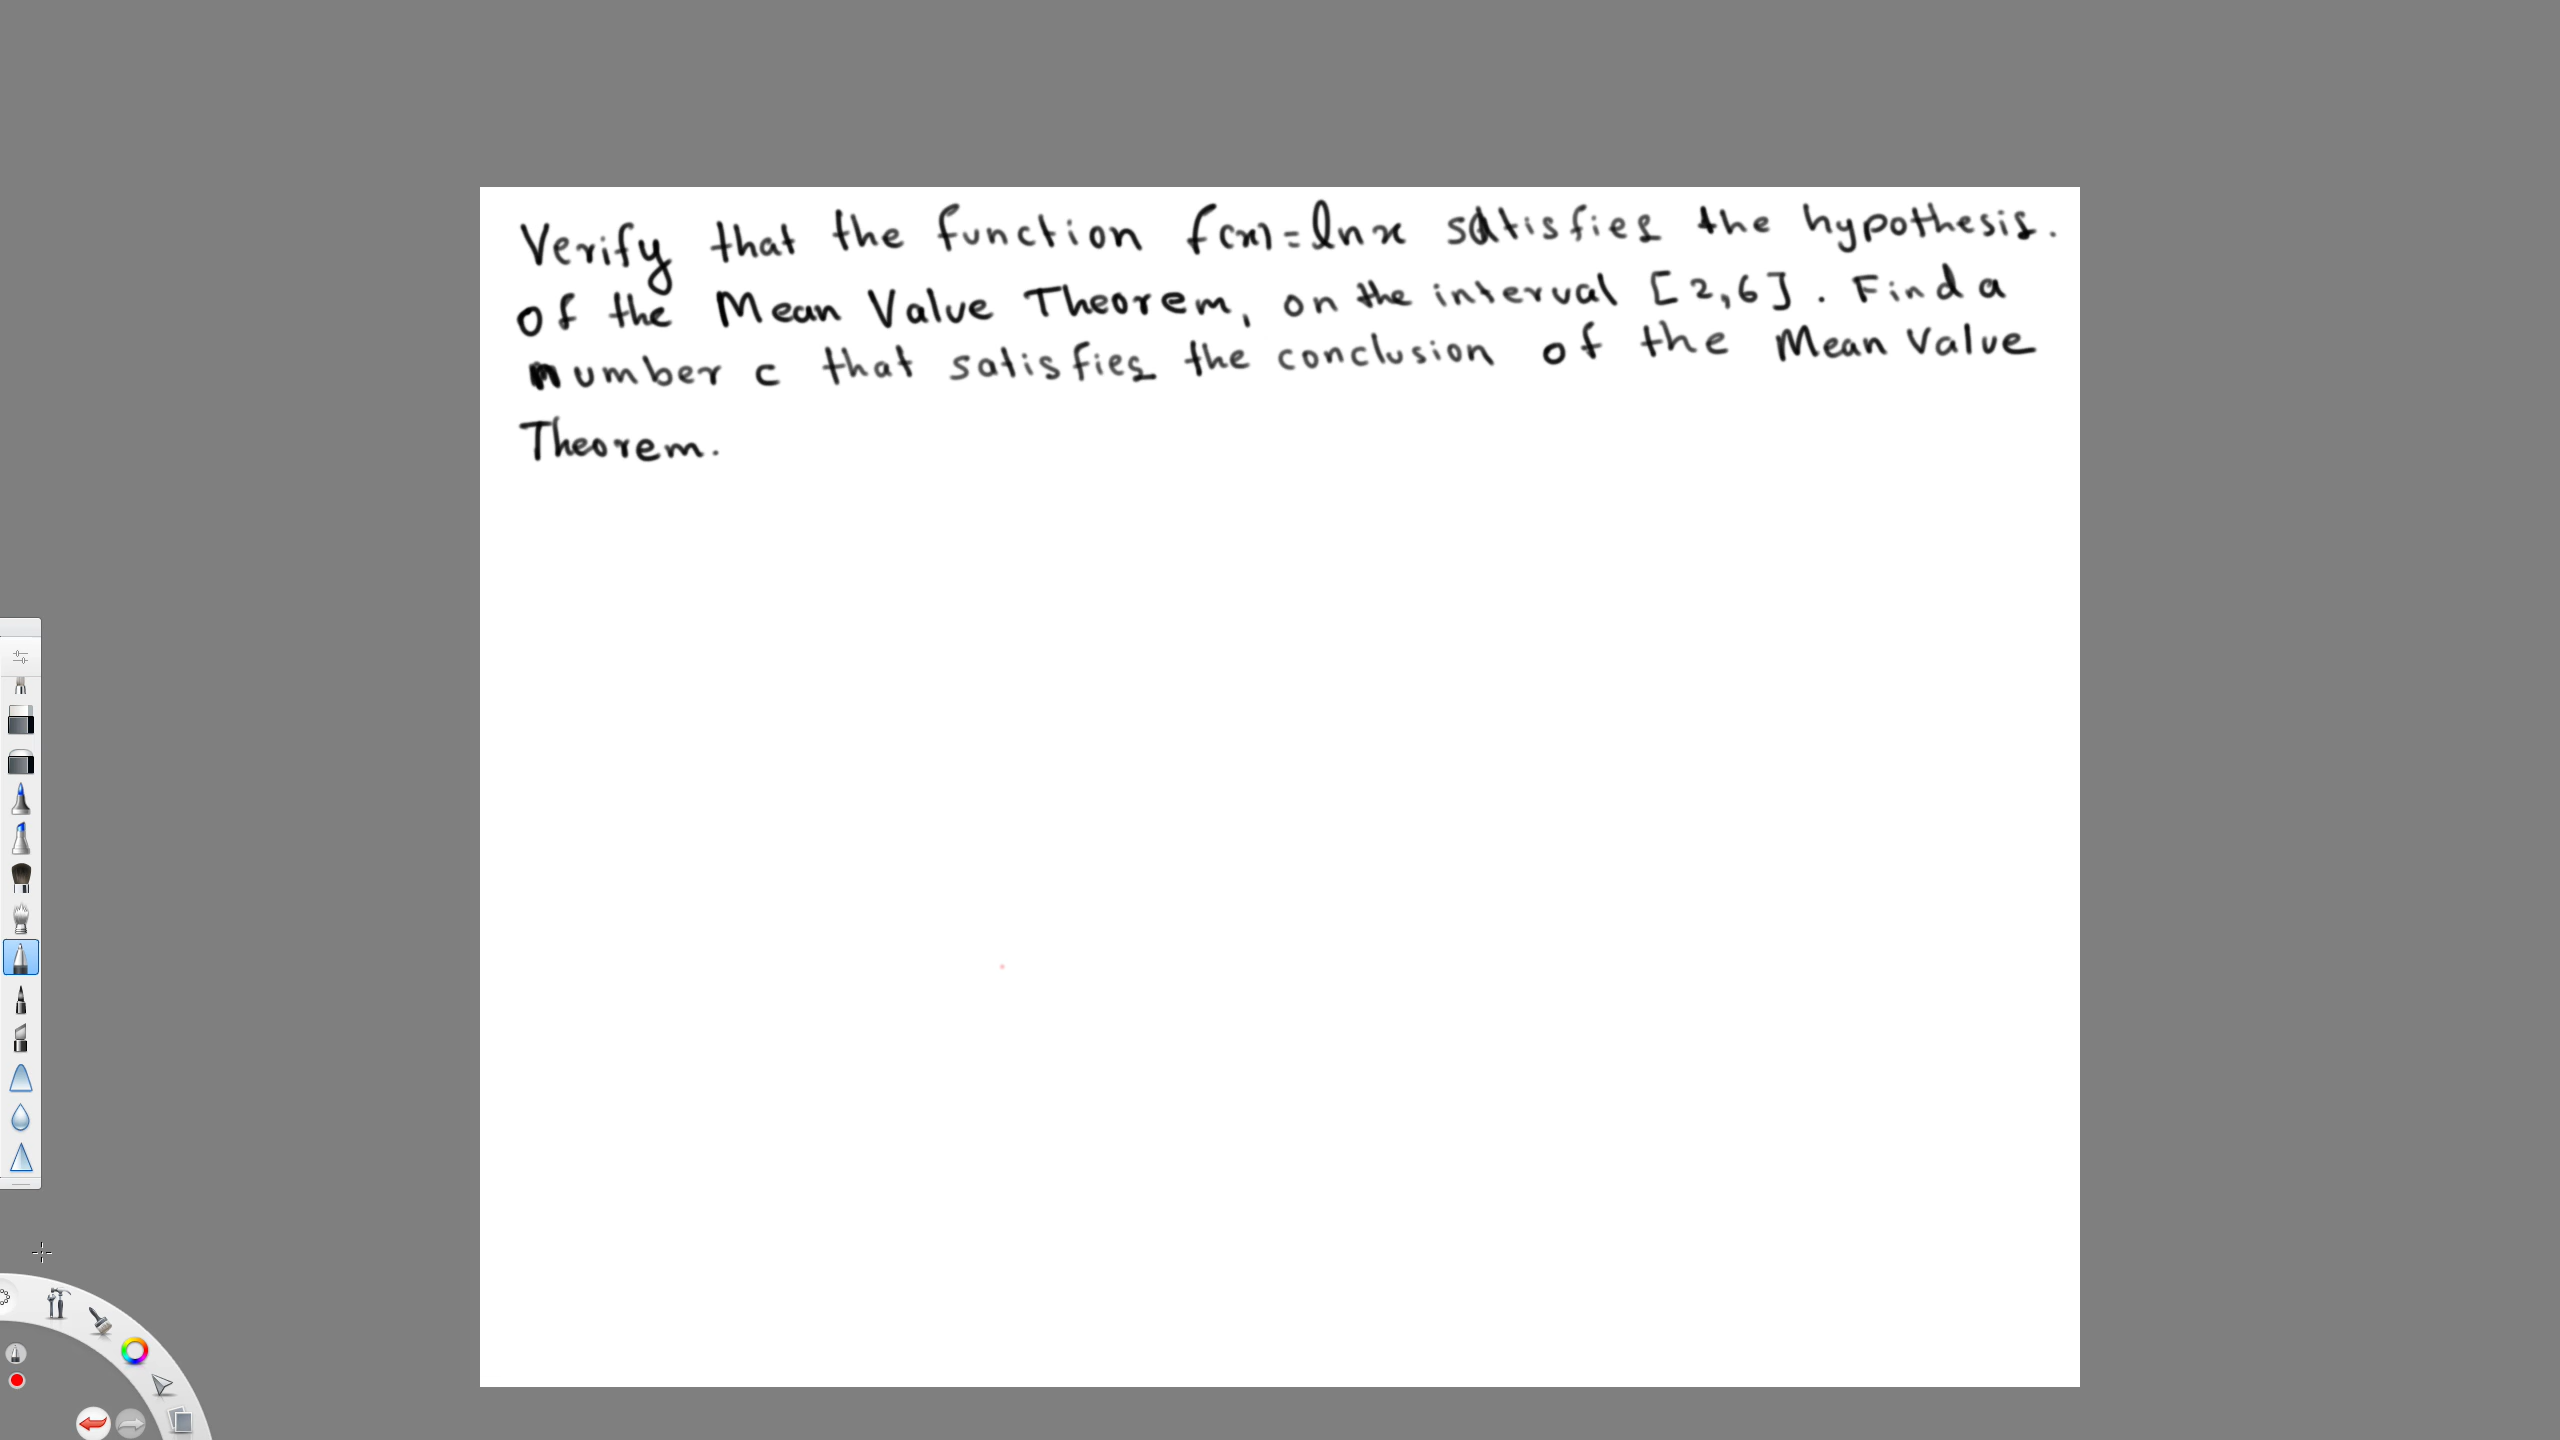 Verify that the function f(x)=ln x satisfies the hypothesis.
of the Mean Value Theorem, on the interval [2,6]. Find a
number c that satisfies the conclusion of the Mean Value
Theorem.